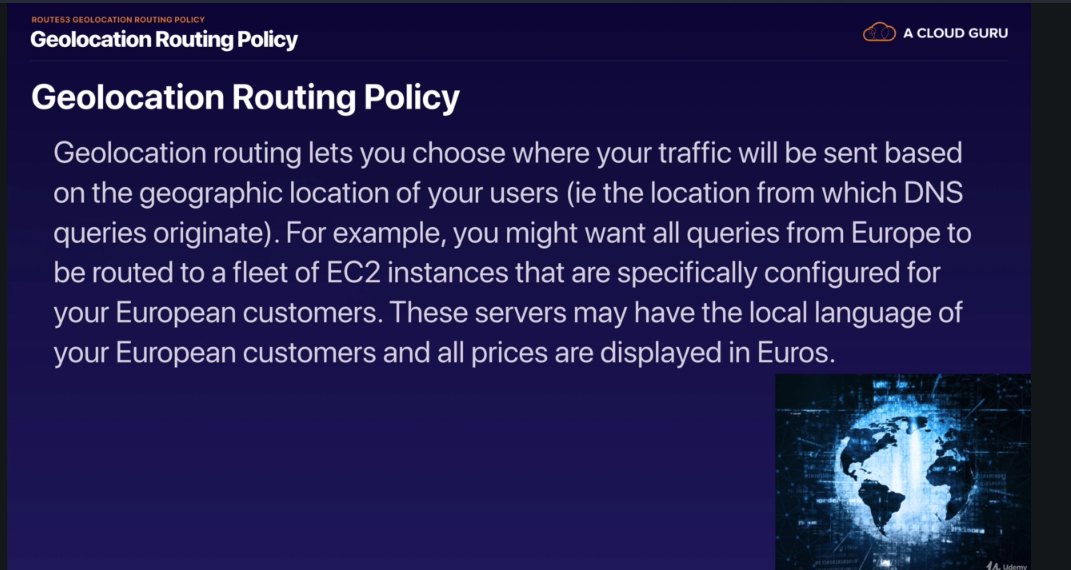 ROUTE53 GEOLOCATION ROUTING POLICY
Geolocation Routing Policy
A CLOUD GURU
Geolocation Routing Policy
Geolocation routing lets you choose where your traffic will be sent based
on the geographic location of your users (ie the location from which DNS
queries originate). For example, you might want all queries from Europe to
be routed to a fleet of EC2 instances that are specifically configured for
your European customers. These servers may have the local language of
your European customers and all prices are displayed in Euros.
Udemy